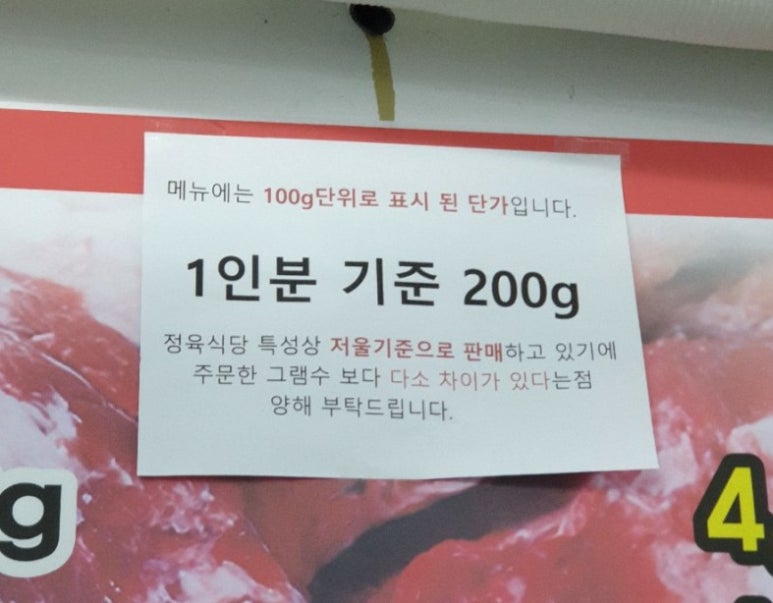 메뉴에는 100g단위로 표시 된 단가입니다.
1인분 기준 200g
정육식당 특성상 저울기준으로 판매하고 있기에
주문한 그램수 보다 다소 차이가 있다는점
양해 부탁드립니다.
g
4